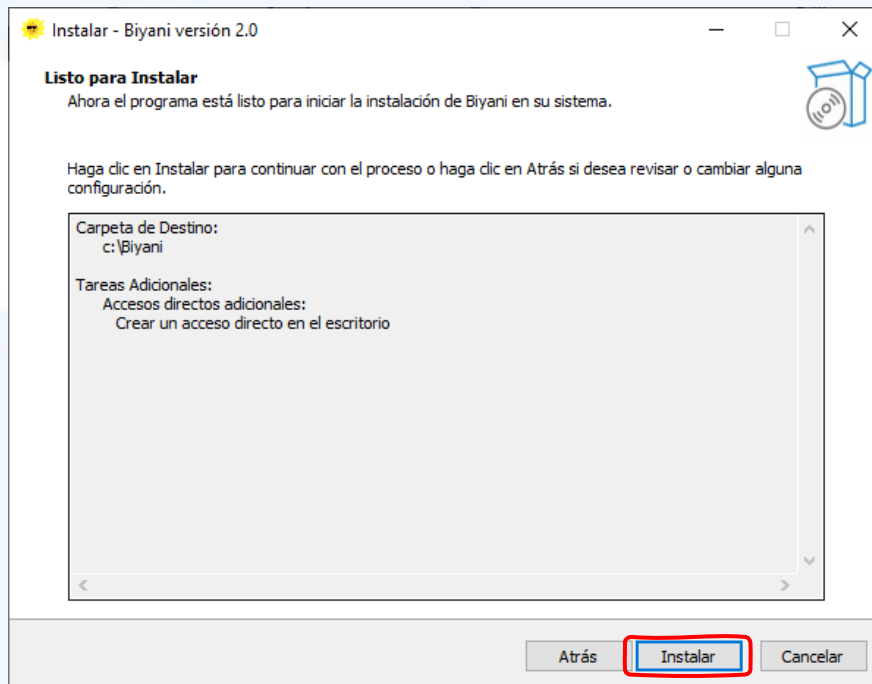 Instalar - Biyani versión 2.0
Listo para Instalar
Ahora el programa está listo para iniciar la instalación de Biyani en su sistema.
Haga clic en Instalar para continuar con el proceso o haga clic en Atrás si desea revisar o cambiar alguna
configuración.
Carpeta de Destino:
c:\Biyani
Tareas Adicionales:
Accesos directos adicionales:
Crear un acceso directo en el escritorio
Atrás
Instalar
Cancelar